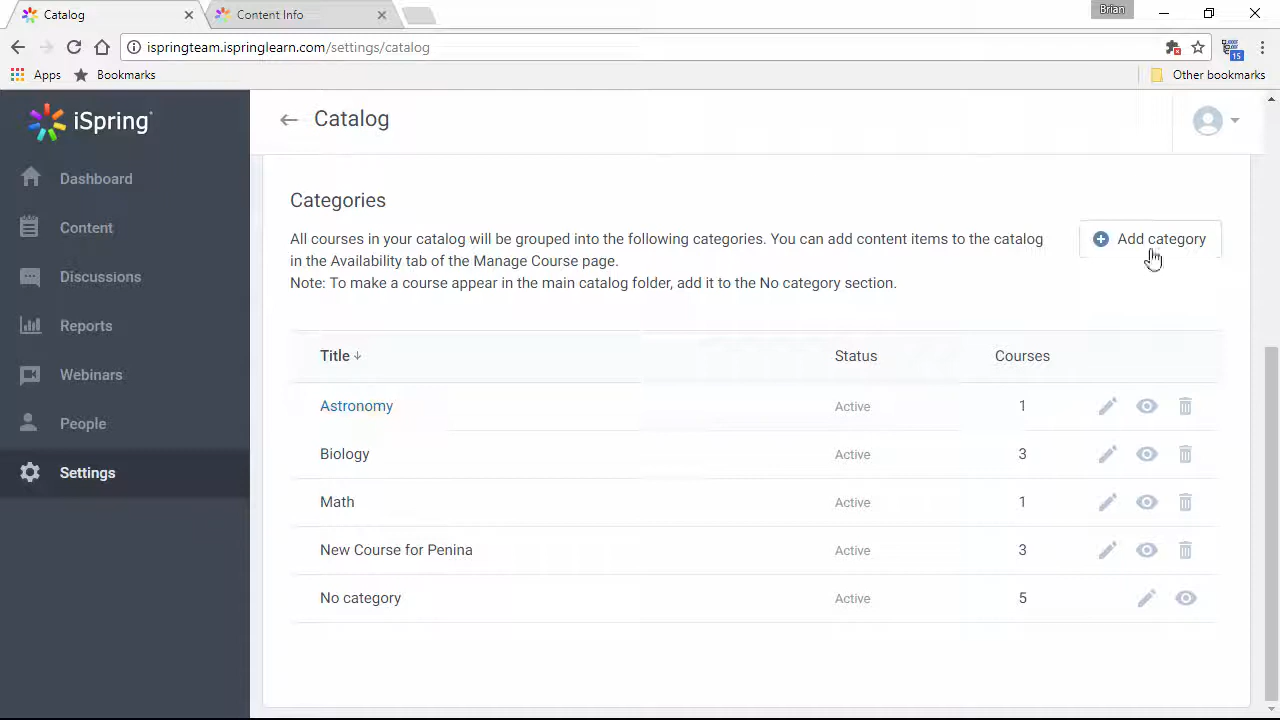 Catalog
Content Info
Brian
ispringteam.ispringlearn.com/settings/catalog
15
Apps
Bookmarks
Other bookmarks
iSpring
Catalog
Dashboard
Content
Discussions
Reports
Webinars
People
Settings
Categories
All courses in your catalog will be grouped into the following categories. You can add content items to the catalog
in the Availability tab of the Manage Course page.
Note: To make a course appear in the main catalog folder, add it to the No category section.
Add category
Title Status Courses
Astronomy Active 1
Biology Active 3
Math Active 1
New Course for Penina Active 3
No category Active 5